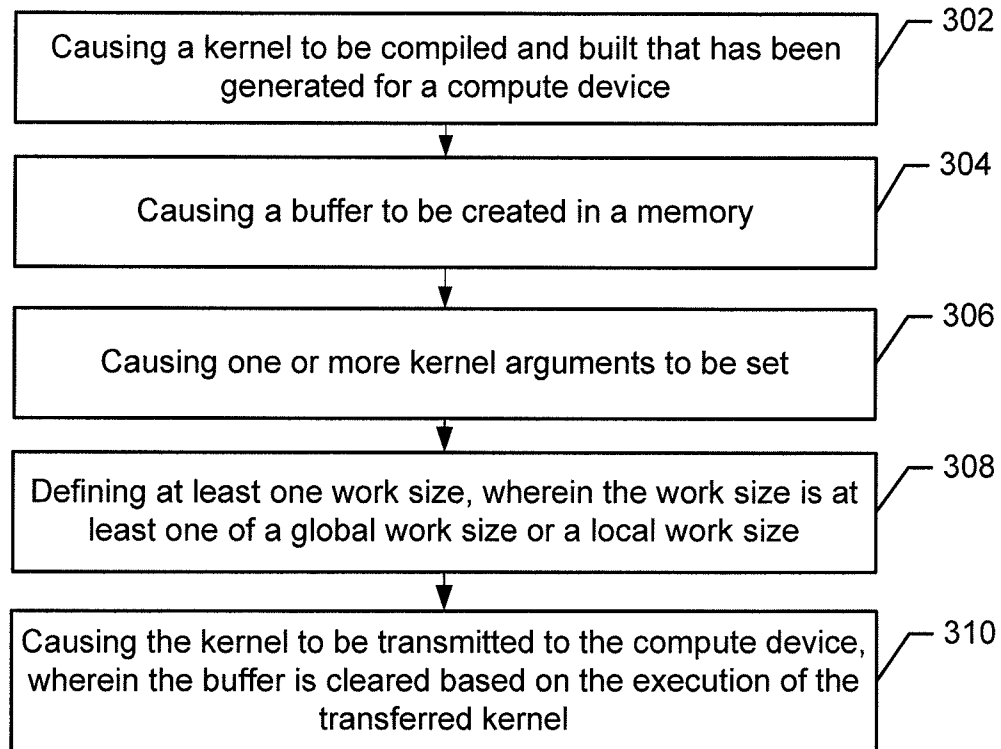 Causing a kernel to be compiled and built that has been
generated for a compute device
302
Causing a buffer to be created in a memory
304
Causing one or more kernel arguments to be set
306
Defining at least one work size, wherein the work size is at
least one of a global work size or a local work size
308
Causing the kernel to be transmitted to the compute device,
wherein the buffer is cleared based on the execution of the
transferred kernel
310